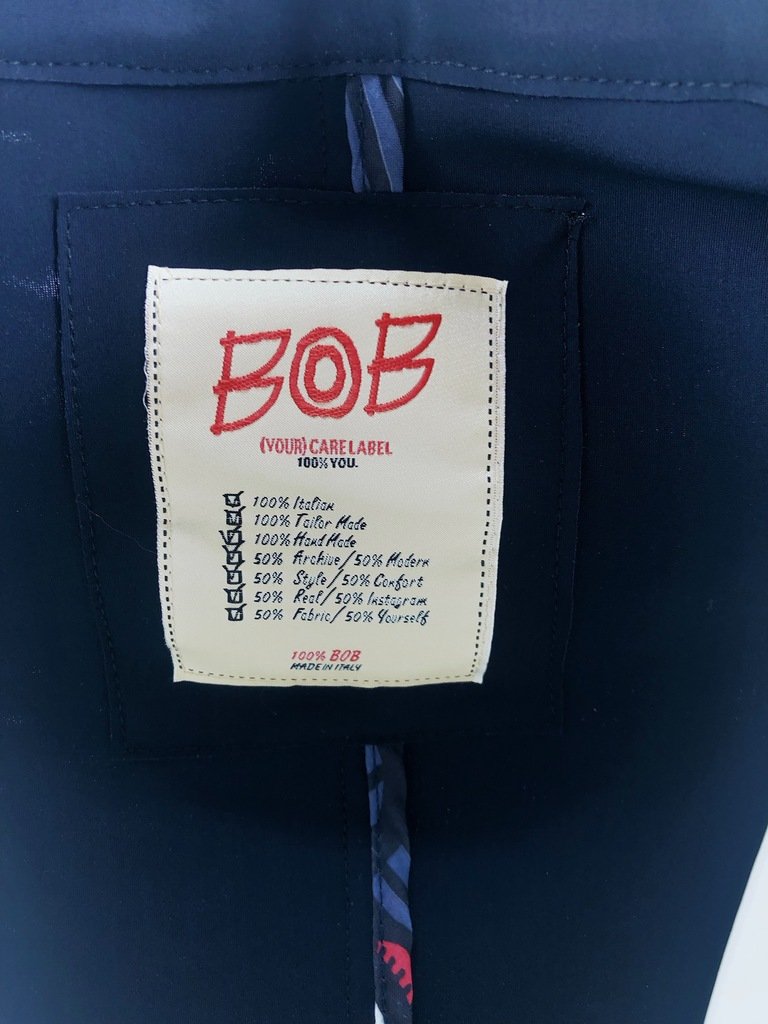 BOB
(YOUR) CARE LABEL
100% YOU.
100% Italian
100% Tailor Made
100% Hand Made
50% Archive/50% Modern
50% Style/50% Confort
50% Real/50% Instagram
50% Fabric/50% Yourself
100% BOB
MADE IN ITALY